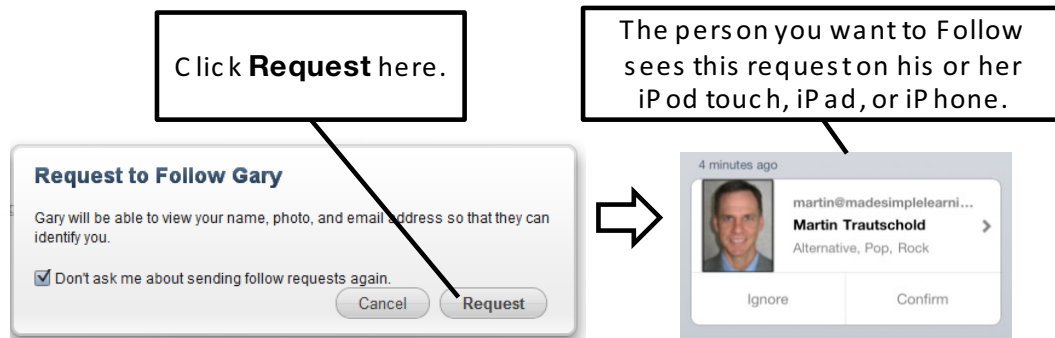 Click Request here.
The person you want to Follow
sees this request on his or her
iPod touch, iPad, or iPhone.
Request to Follow Gary
Gary will be able to view your name, photo, and email address so that they can
identify you.
Don't ask me about sending follow requests again.
Cancel Request
4 minutes ago
martin@madesimplelearni...
Martin Trautschold
Alternative, Pop, Rock
Ignore Confirm